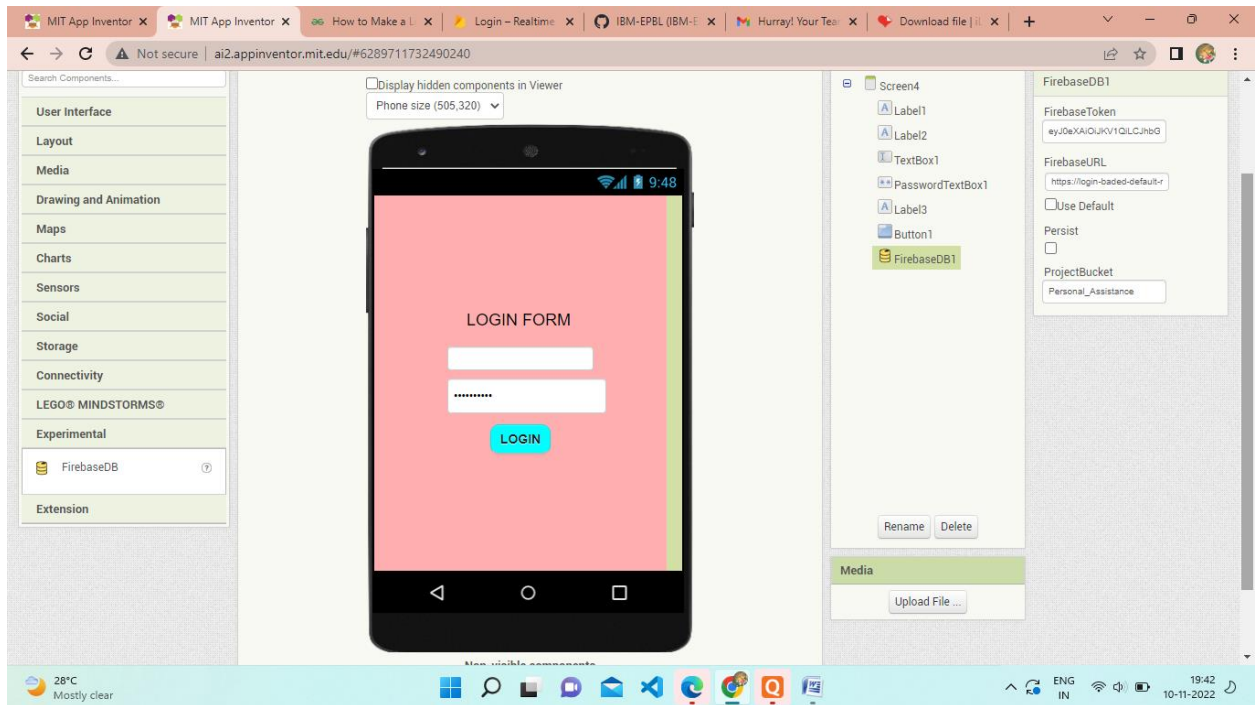 MIT App Inventor
MIT App Inventor
How to Make a L
Login – Realtime
IBM-EPBL (IBM-E
Hurray! Your Tea
Download file | iL
Not secure | ai2.appinventor.mit.edu/#6289711732490240
Search Components...
User Interface
Layout
Media
Drawing and Animation
Maps
Charts
Sensors
Social
Storage
Connectivity
LEGO® MINDSTORMS®
Experimental
FirebaseDB
?
Extension
Display hidden components in Viewer
Phone size (505,320)
9:48
LOGIN FORM
••••••••••
LOGIN
Screen4
Label1
Label2
TextBox1
PasswordTextBox1
Label3
Button1
FirebaseDB1
Rename Delete
Media
Upload File ...
FirebaseDB1
FirebaseToken
eyJ0eXAiOiJKV1QiLCJhbG
FirebaseURL
https://login-baded-default-r
Use Default
Persist
ProjectBucket
Personal_Assistance
28°C
Mostly clear
ENG
IN
19:42
10-11-2022